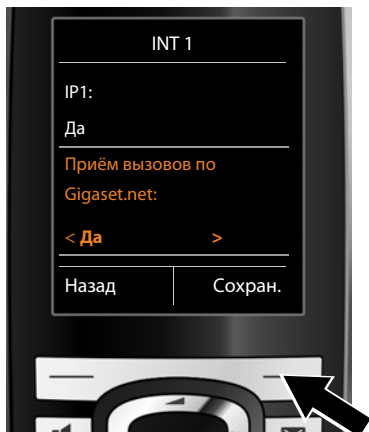 INT 1
IP1:
Да
Приём вызовов по
Gigaset.net:
< Да >
Назад Сохран.